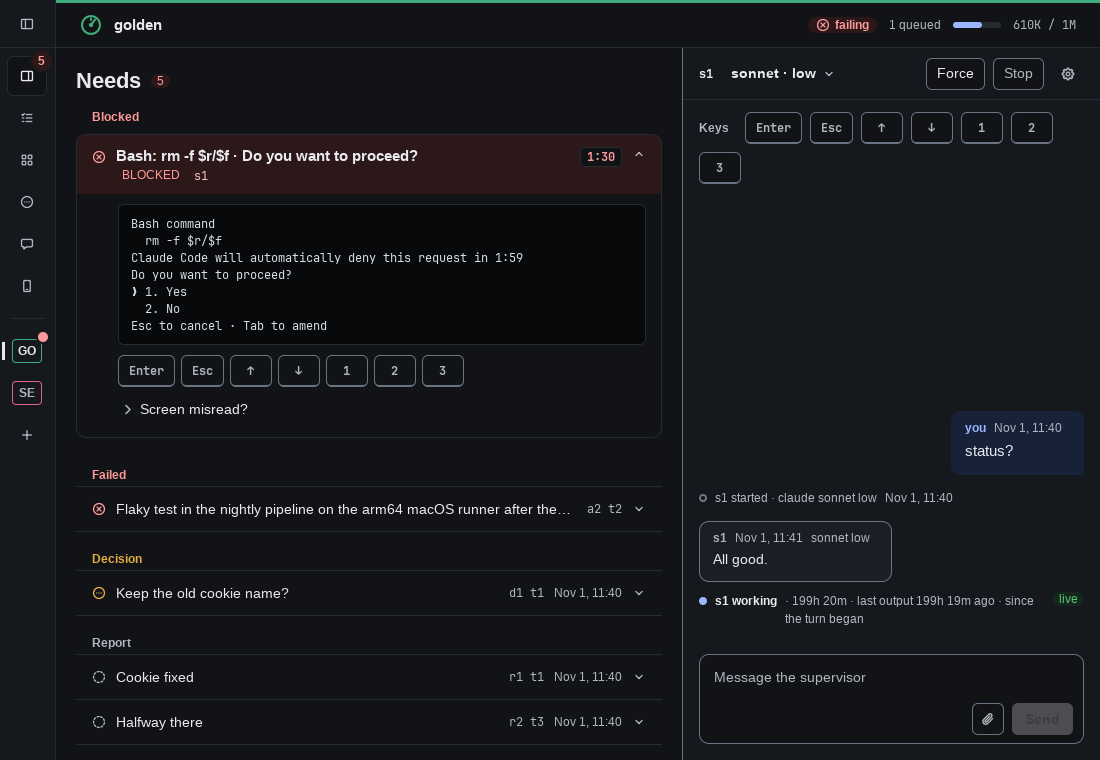 golden
failing
1 queued
610K / 1M
5
GO
SE
Needs 5
Blocked
Bash: rm -f $r/$f · Do you want to proceed?
1:30
BLOCKED s1
Bash command
rm -f $r/$f
Claude Code will automatically deny this request in 1:59
Do you want to proceed?
❯ 1. Yes
2. No
Esc to cancel · Tab to amend
Enter Esc ↑ ↓ 1 2 3
Screen misread?
Failed
Flaky test in the nightly pipeline on the arm64 macOS runner after the… a2 t2
Decision
Keep the old cookie name? d1 t1 Nov 1, 11:40
Report
Cookie fixed r1 t1 Nov 1, 11:40
Halfway there r2 t3 Nov 1, 11:40
s1 sonnet · low
Force
Stop
Keys Enter Esc ↑ ↓ 1 2
3
you Nov 1, 11:40
status?
s1 started · claude sonnet low Nov 1, 11:40
s1 Nov 1, 11:41 sonnet low
All good.
s1 working · 199h 20m · last output 199h 19m ago · since
the turn began
live
Message the supervisor
Send